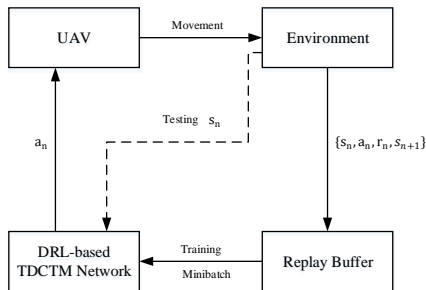 UAV
Movement
Environment
Testing s_n
a_n
{s_n, a_n, r_n, s_{n+1}}
DRL-based
TDCTM Network
Training
Minibatch
Replay Buffer